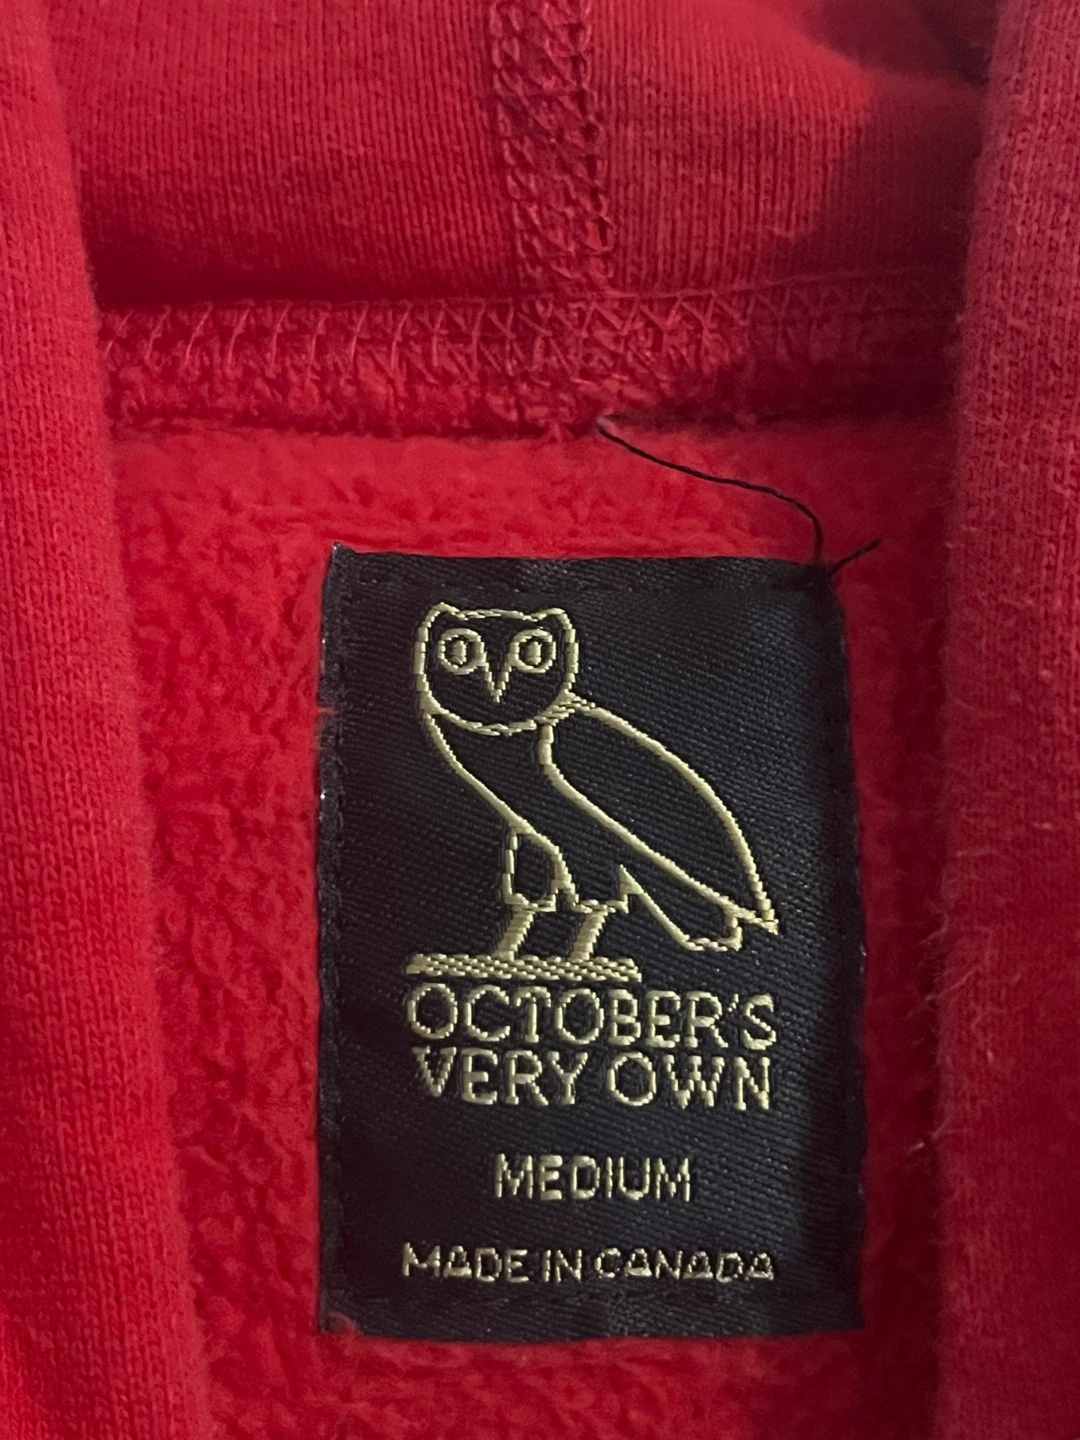 OCTOBER'S
VERY OWN
MEDIUM
MADE IN CANADA